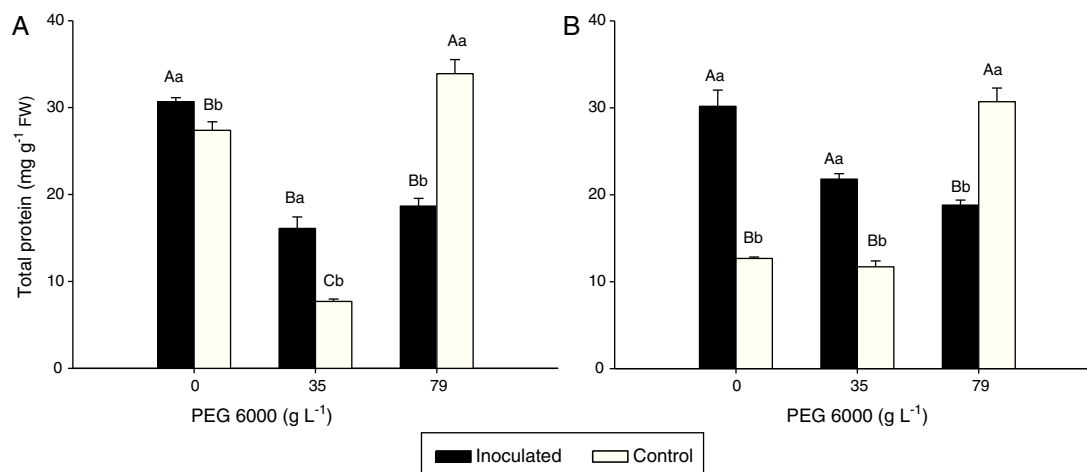 A
Total protein (mg g⁻¹ FW)
40
30
20
10
0
Aa
Bb
Ba
Cb
Bb
Aa
0
35
79
PEG 6000 (g L⁻¹)
B
40
30
20
10
0
Aa
Bb
Aa
Bb
Bb
Aa
0
35
79
PEG 6000 (g L⁻¹)
Inoculated
Control